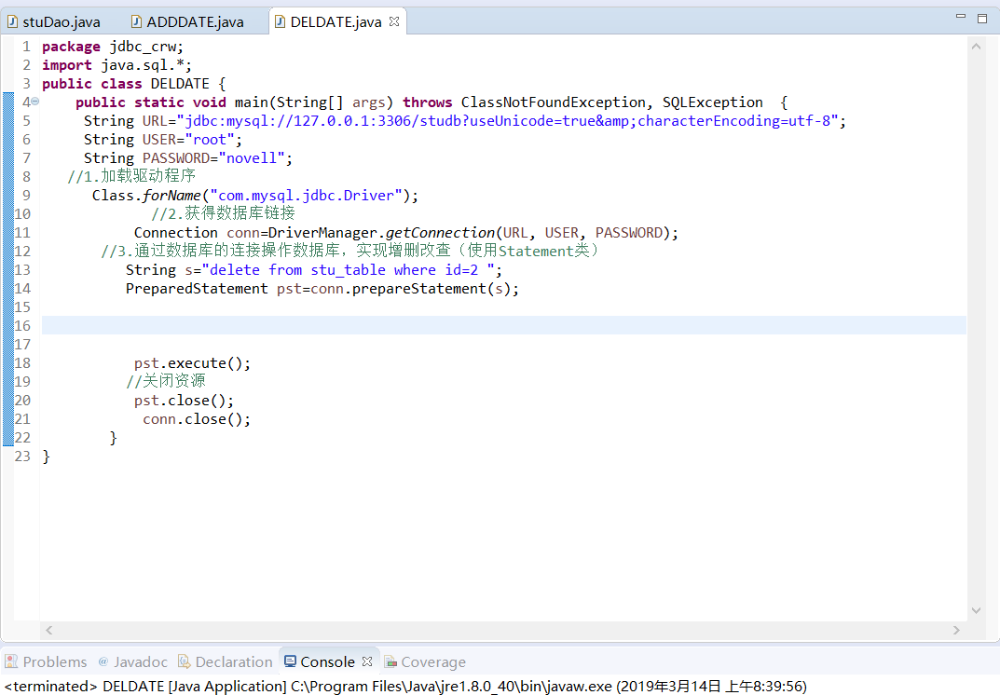 stuDao.java ADDDATE.java DELDATE.java
1 package jdbc_crw;
2 import java.sql.*;
3 public class DELDATE {
4 public static void main(String[] args) throws ClassNotFoundException, SQLException {
5 String URL="jdbc:mysql://127.0.0.1:3306/studb?useUnicode=true&amp;characterEncoding=utf-8";
6 String USER="root";
7 String PASSWORD="novell";
8 //1.加载驱动程序
9 Class.forName("com.mysql.jdbc.Driver");
10 //2.获得数据库链接
11 Connection conn=DriverManager.getConnection(URL, USER, PASSWORD);
12 //3.通过数据库的连接操作数据库，实现增删改查（使用Statement类）
13 String s="delete from stu_table where id=2 ";
14 PreparedStatement pst=conn.prepareStatement(s);
15
16
17
18 pst.execute();
19 //关闭资源
20 pst.close();
21 conn.close();
22 }
23 }
Problems @ Javadoc Declaration Console Coverage
<terminated> DELDATE [Java Application] C:\Program Files\Java\jre1.8.0_40\bin\javaw.exe (2019年3月14日 上午8:39:56)